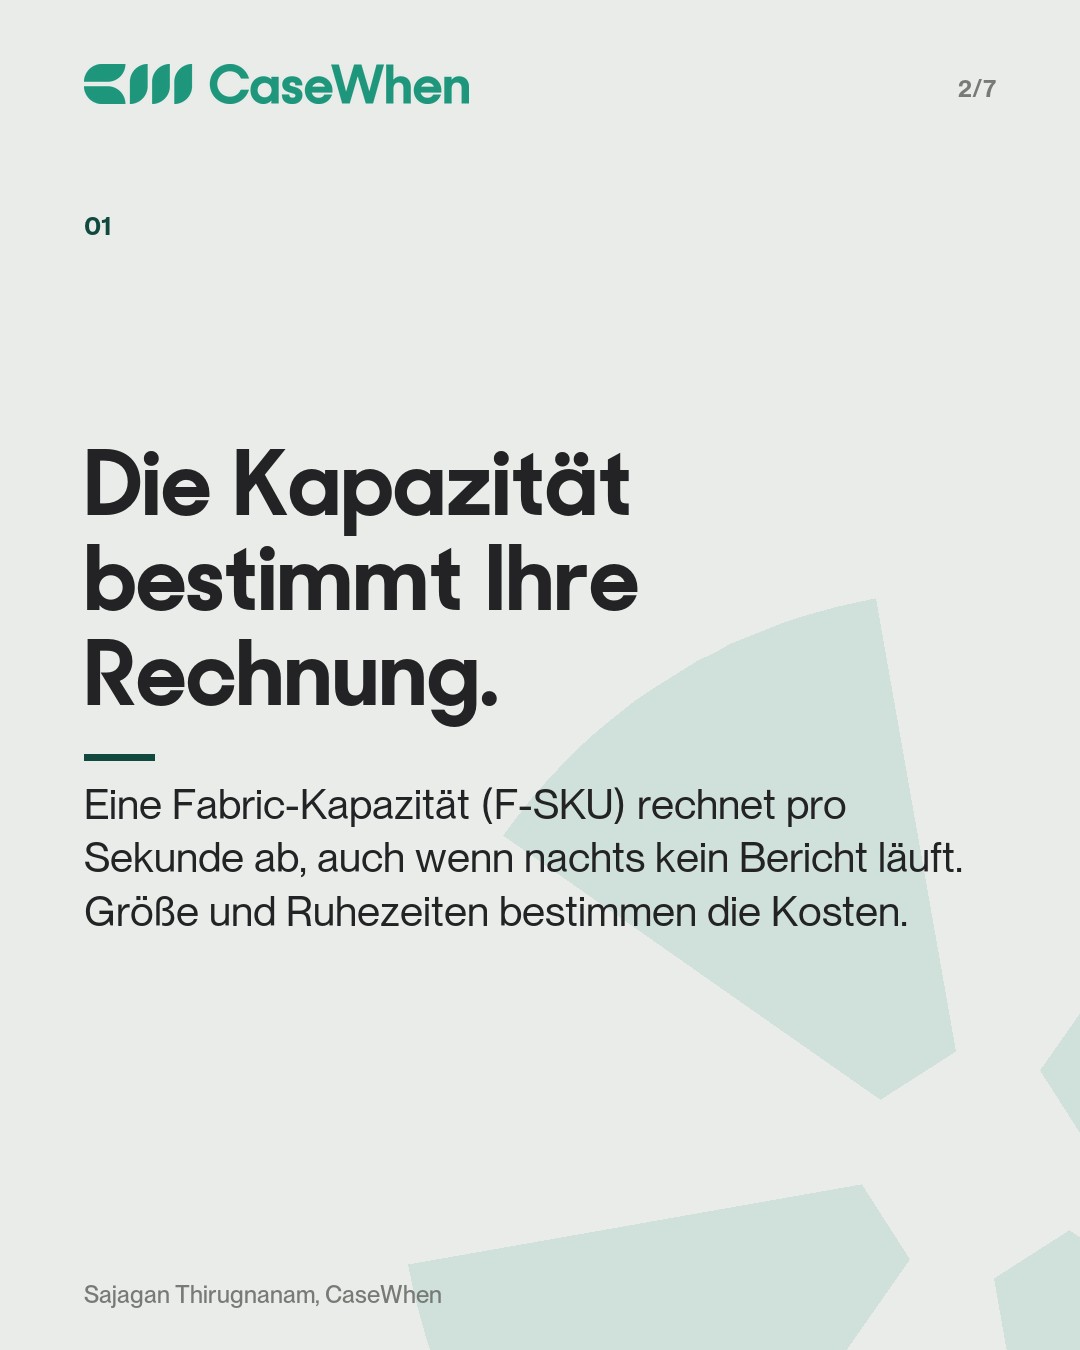 CaseWhen
2/7
01
Die Kapazität
bestimmt Ihre
Rechnung.
Eine Fabric-Kapazität (F-SKU) rechnet pro
Sekunde ab, auch wenn nachts kein Bericht läuft.
Größe und Ruhezeiten bestimmen die Kosten.
Sajagan Thirugnanam, CaseWhen